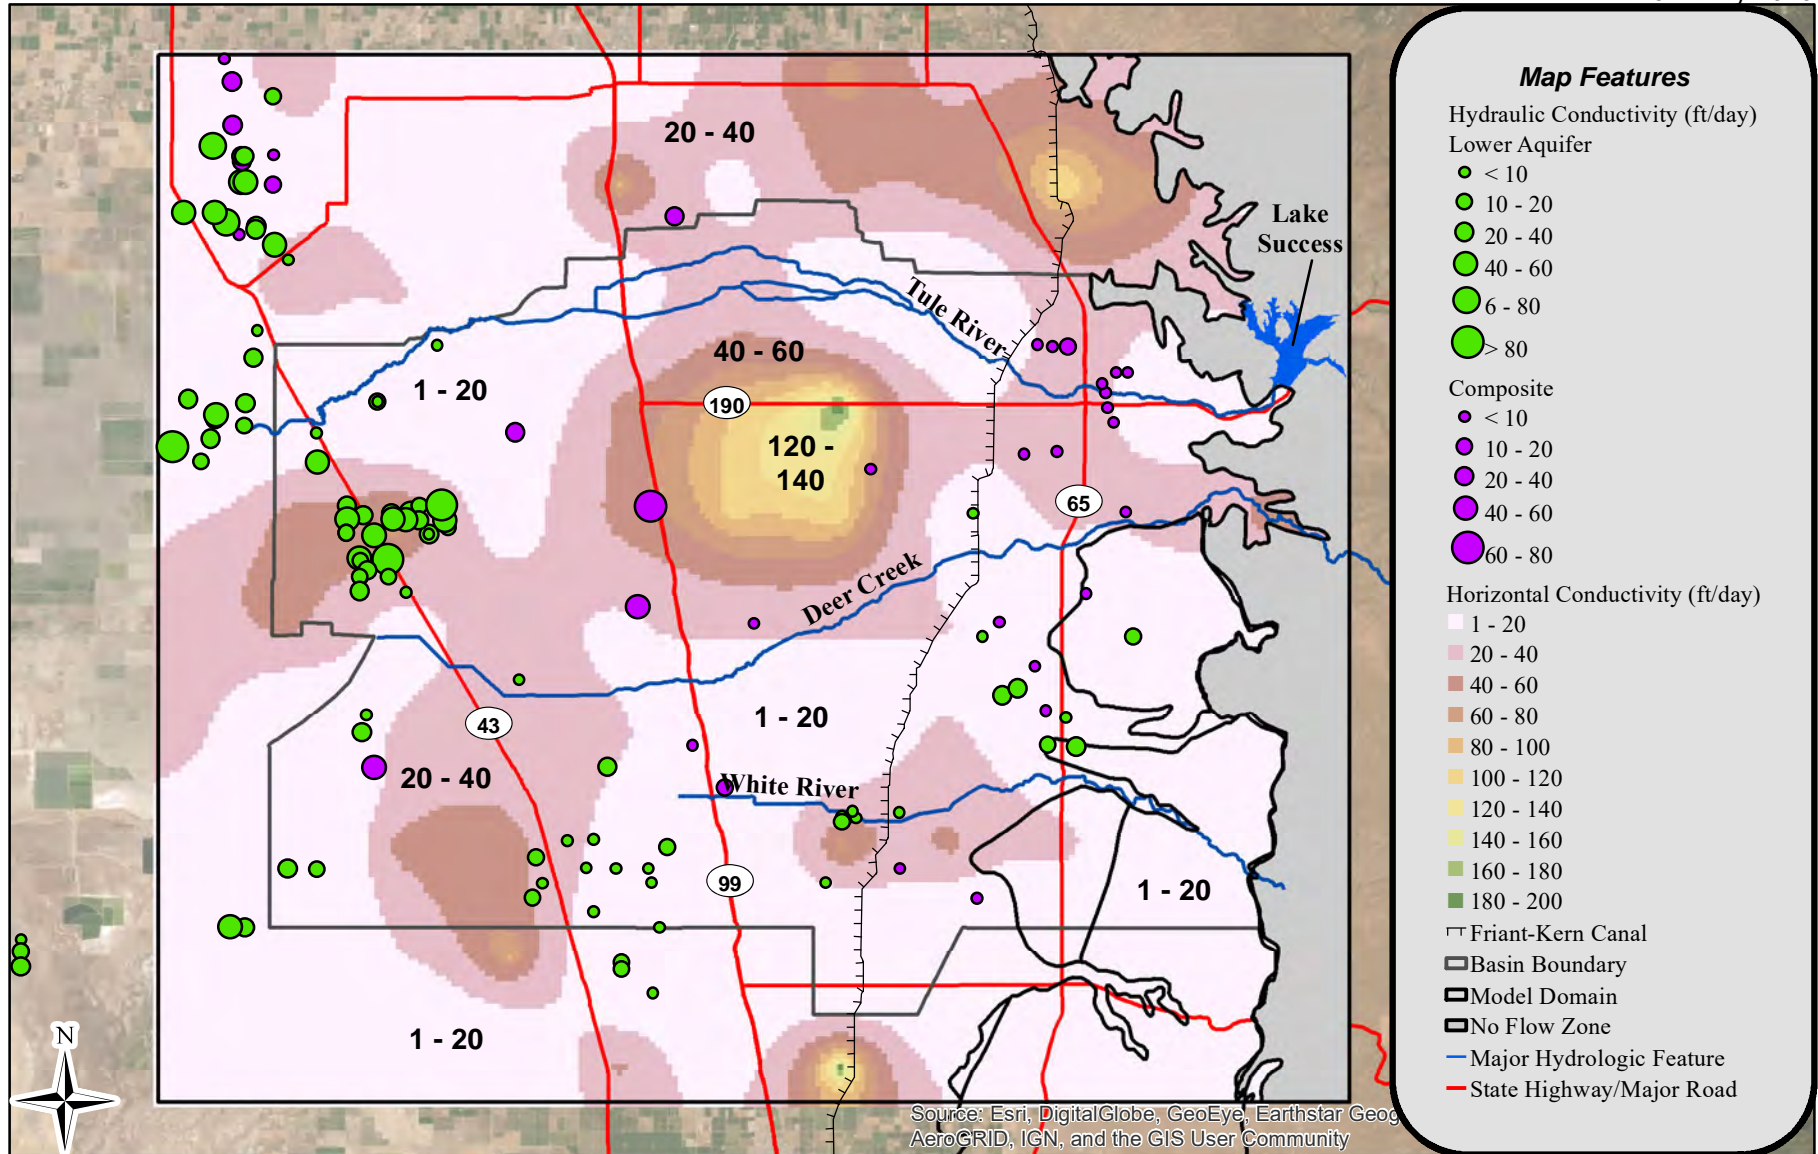 20 - 40
Lake
Success
Tule River
40 - 60
1 - 20
190
120 -
140
65
Deer Creek
1 - 20
43
20 - 40
White River
99
1 - 20
1 - 20
N
Source: Esri, DigitalGlobe, GeoEye, Earthstar Geog
AeroGRID, IGN, and the GIS User Community
Map Features
Hydraulic Conductivity (ft/day)
Lower Aquifer
< 10
10 - 20
20 - 40
40 - 60
6 - 80
> 80
Composite
< 10
10 - 20
20 - 40
40 - 60
60 - 80
Horizontal Conductivity (ft/day)
1 - 20
20 - 40
40 - 60
60 - 80
80 - 100
100 - 120
120 - 140
140 - 160
160 - 180
180 - 200
Friant-Kern Canal
Basin Boundary
Model Domain
No Flow Zone
Major Hydrologic Feature
State Highway/Major Road